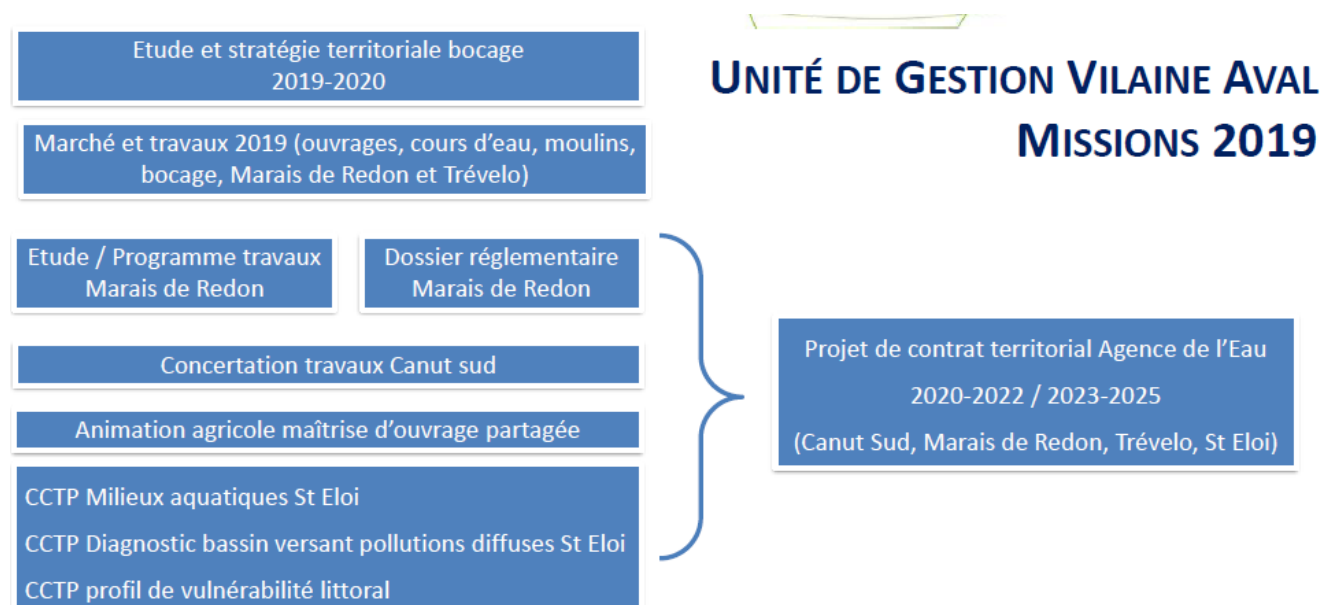 UNITÉ DE GESTION VILAINE AVAL
MISSIONS 2019
Etude et stratégie territoriale bocage
2019-2020
Marché et travaux 2019 (ouvrages, cours d’eau, moulins,
bocage, Marais de Redon et Trévelo)
Etude / Programme travaux
Marais de Redon
Dossier réglementaire
Marais de Redon
Concertation travaux Canut sud
Animation agricole maîtrise d’ouvrage partagée
CCTP Milieux aquatiques St Eloi
CCTP Diagnostic bassin versant pollutions diffuses St Eloi
CCTP profil de vulnérabilité littoral
Projet de contrat territorial Agence de l’Eau
2020-2022 / 2023-2025
(Canut Sud, Marais de Redon, Trévelo, St Eloi)